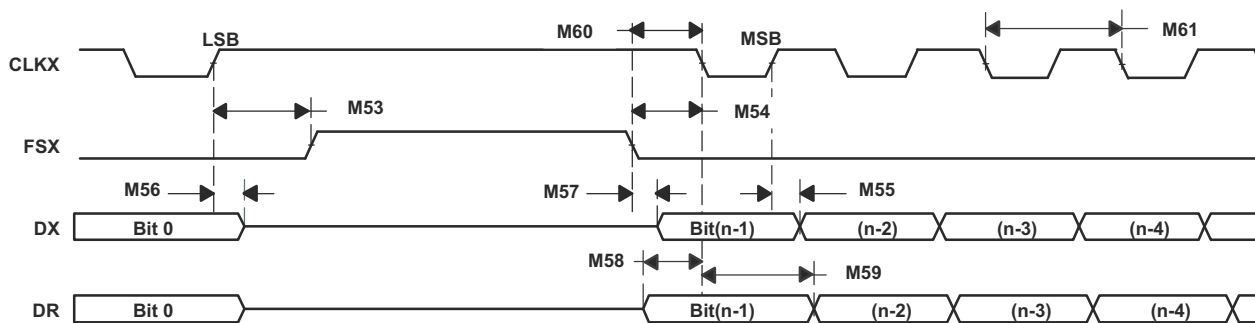 LSB
M60
MSB
M61
CLKX
M53
M54
FSX
M56
M57
M55
DX
Bit 0
Bit(n-1)
(n-2)
(n-3)
(n-4)
M58
M59
DR
Bit 0
Bit(n-1)
(n-2)
(n-3)
(n-4)